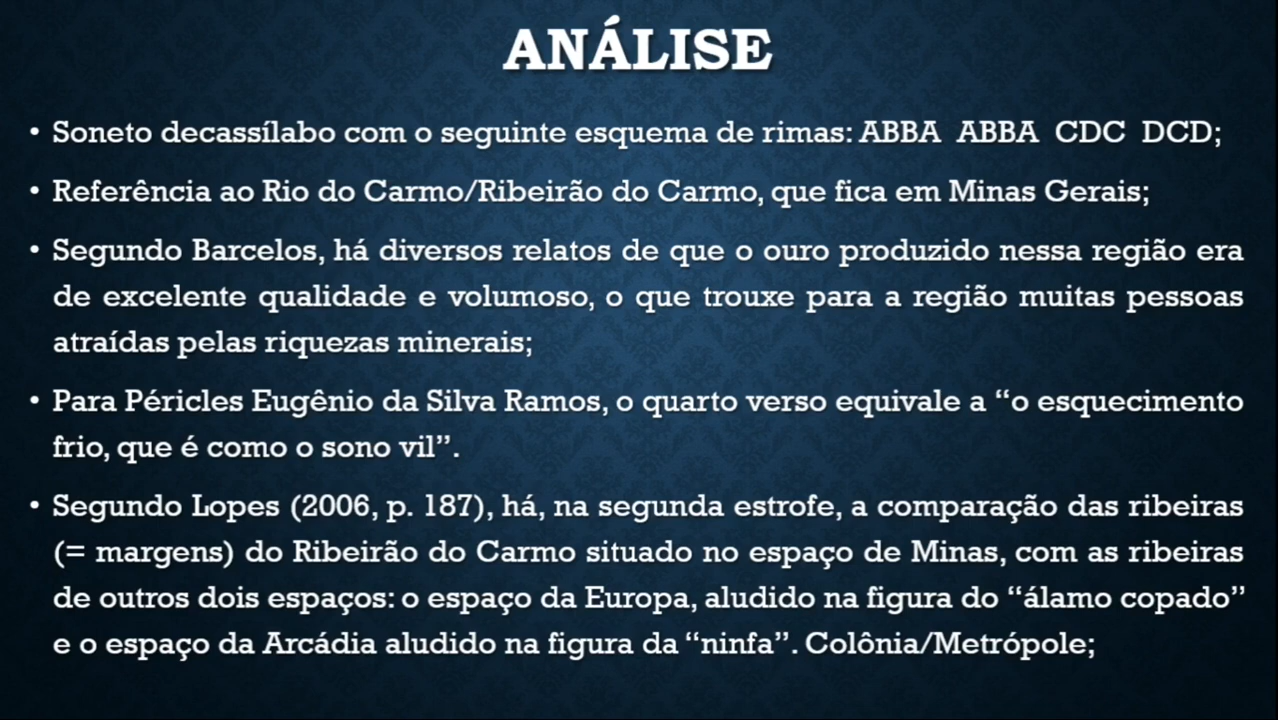 ANÁLISE
• Soneto decassílabo com o seguinte esquema de rimas: ABBA ABBA CDC DCD;
• Referência ao Rio do Carmo/Ribeirão do Carmo, que fica em Minas Gerais;
• Segundo Barcelos, há diversos relatos de que o ouro produzido nessa região era
de excelente qualidade e volumoso, o que trouxe para a região muitas pessoas
atraídas pelas riquezas minerais;
• Para Péricles Eugênio da Silva Ramos, o quarto verso equivale a “o esquecimento
frio, que é como o sono vil”.
• Segundo Lopes (2006, p. 187), há, na segunda estrofe, a comparação das ribeiras
(= margens) do Ribeirão do Carmo situado no espaço de Minas, com as ribeiras
de outros dois espaços: o espaço da Europa, aludido na figura do “álamo copado”
e o espaço da Arcádia aludido na figura da “ninfa”. Colônia/Metrópole;